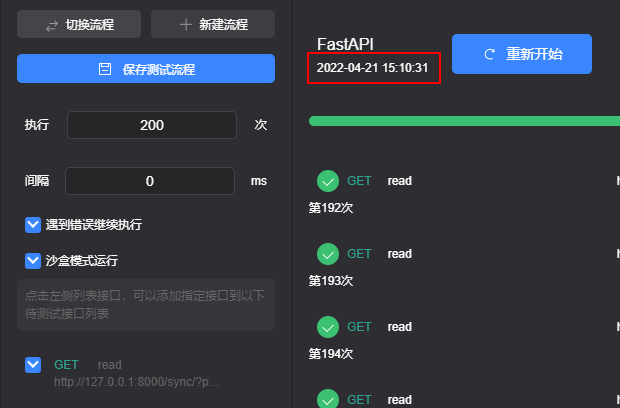 切换流程
新建流程
保存测试流程
执行 200 次
间隔 0 ms
遇到错误继续执行
沙盒模式运行
点击左侧列表接口，可以添加指定接口到以下
待测试接口列表
GET read
http://127.0.0.1:8000/sync/?p...
FastAPI
2022-04-21 15:10:31
重新开始
GET read
第192次
GET read
第193次
GET read
第194次
GET read